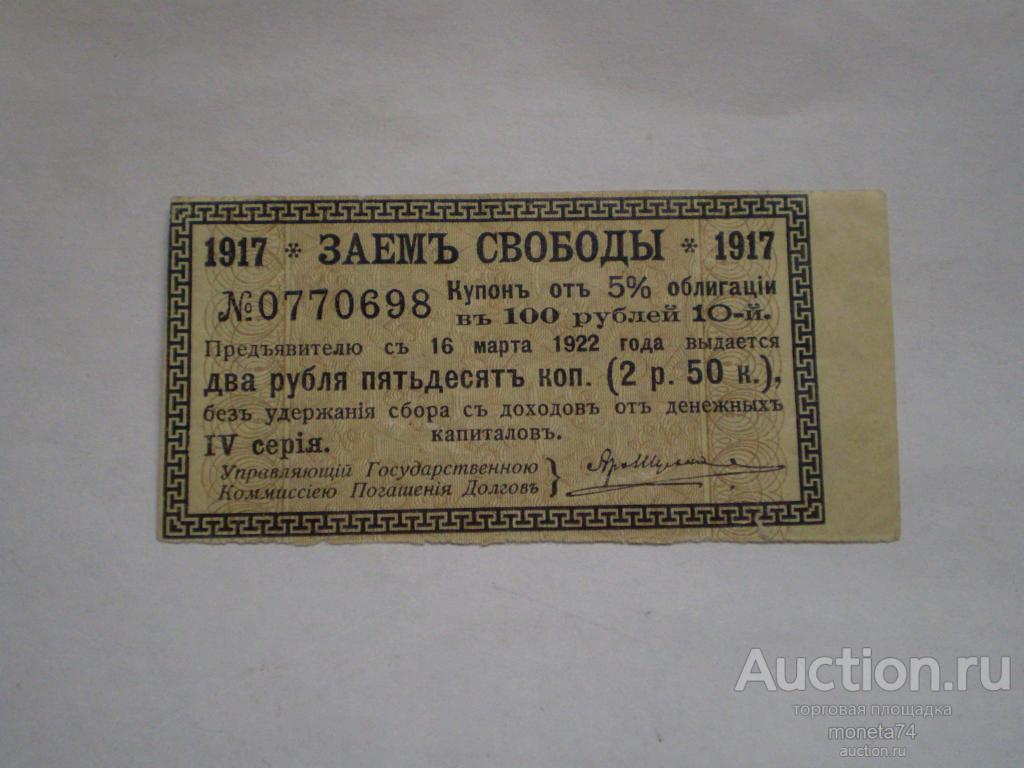 1917 * ЗАЕМЪ СВОБОДЫ * 1917
№0770698
Купонъ отъ 5% облигаціи
въ 100 рублей 10-й.
Предъявителю съ 16 марта 1922 года выдается
два рубля пятьдесятъ коп. (2 р. 50 к.),
безъ удержанія сбора съ доходовъ отъ денежныхъ
капиталовъ.
IV серія.
Управляющій Государственною
Коммиссіею Погашенія Долговъ}
Auction.ru
торговая площадка
moneta74
auction.ru